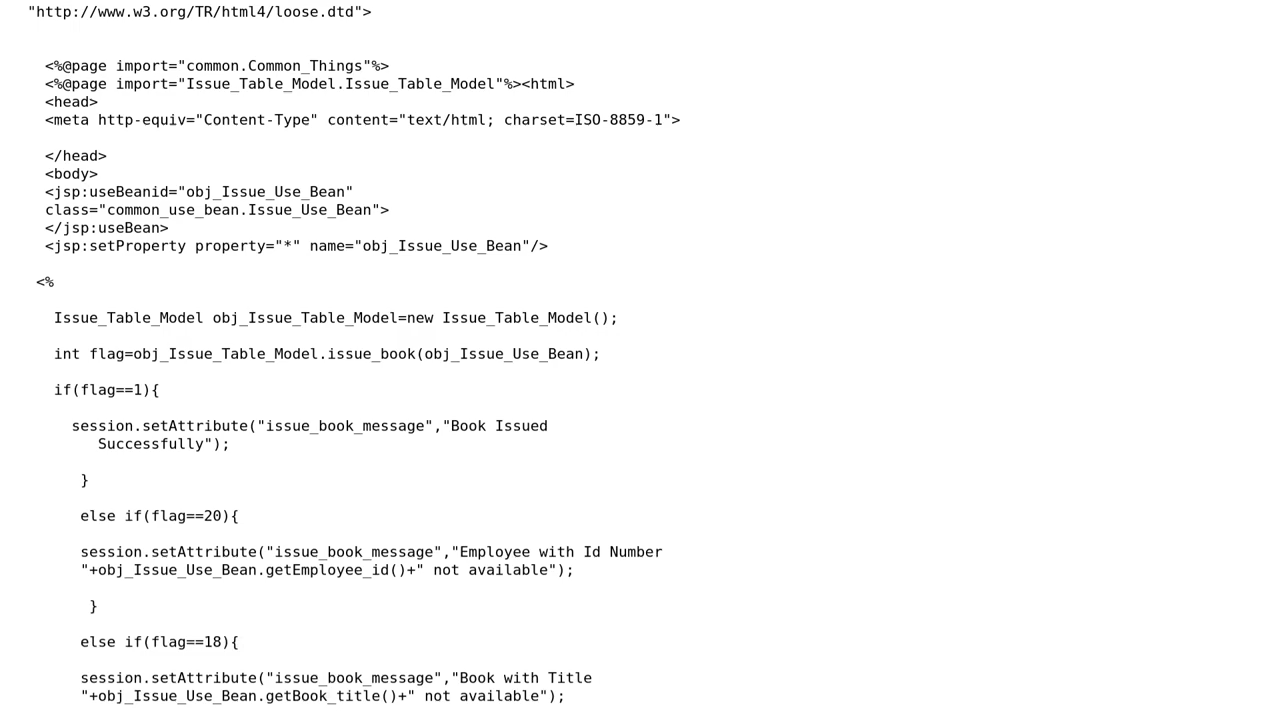 "http://www.w3.org/TR/html4/loose.dtd">
<%@page import="common.Common_Things"%>
<%@page import="Issue_Table_Model.Issue_Table_Model"%><html>
<head>
<meta http-equiv="Content-Type" content="text/html; charset=ISO-8859-1">
</head>
<body>
<jsp:useBeanid="obj_Issue_Use_Bean"
class="common_use_bean.Issue_Use_Bean">
</jsp:useBean>
<jsp:setProperty property="*" name="obj_Issue_Use_Bean"/>
<%
Issue_Table_Model obj_Issue_Table_Model=new Issue_Table_Model();
int flag=obj_Issue_Table_Model.issue_book(obj_Issue_Use_Bean);
if(flag==1){
session.setAttribute("issue_book_message","Book Issued
Successfully");
}
else if(flag==20){
session.setAttribute("issue_book_message","Employee with Id Number
"+obj_Issue_Use_Bean.getEmployee_id()+" not available");
}
else if(flag==18){
session.setAttribute("issue_book_message","Book with Title
"+obj_Issue_Use_Bean.getBook_title()+" not available");